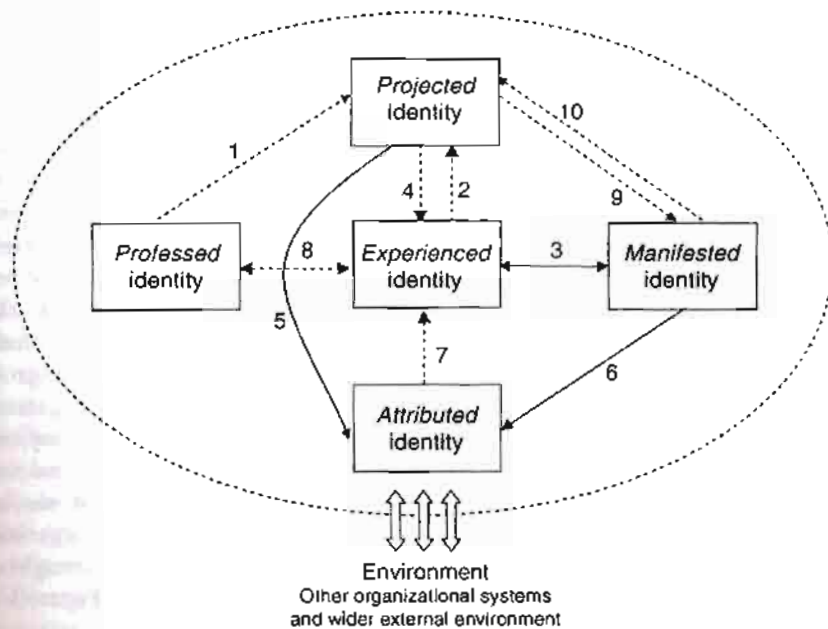 Projected
identity
10
1
4
2
9
Professed
identity
8
Experienced
identity
3
Manifested
identity
5
7
6
Attributed
identity
Environment
Other organizational systems
and wider external environment